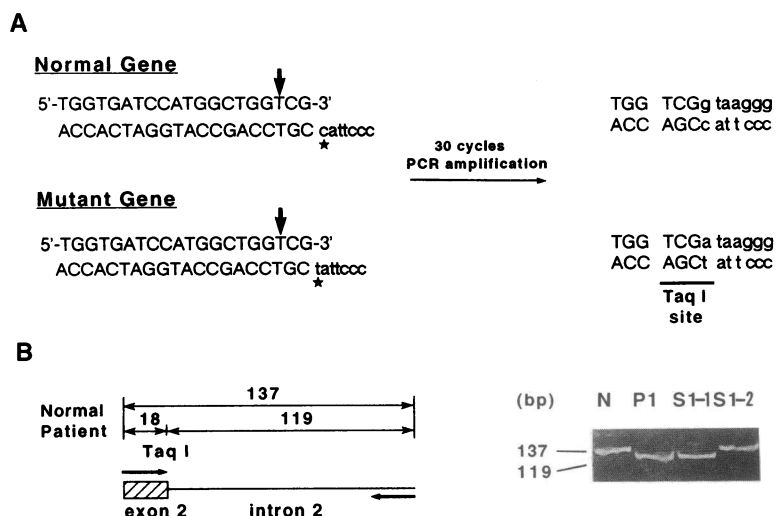 A
Normal Gene
5'-TGGTGATCCATGGCTGGTCG-3'
ACCACTAGGTACCGACCTGC cattccc
★
30 cycles
PCR amplification
TGG TCGg taaggg
ACC AGCc at t ccc
Mutant Gene
5'-TGGTGATCCATGGCTGGTCG-3'
ACCACTAGGTACCGACCTGC tattccc
★
TGG TCGa taaggg
ACC AGCt at t ccc
Taq I
site
B
137
Normal
18 119
Patient
Taq I
exon 2 intron 2
(bp) N P1 S1-1 S1-2
137
119